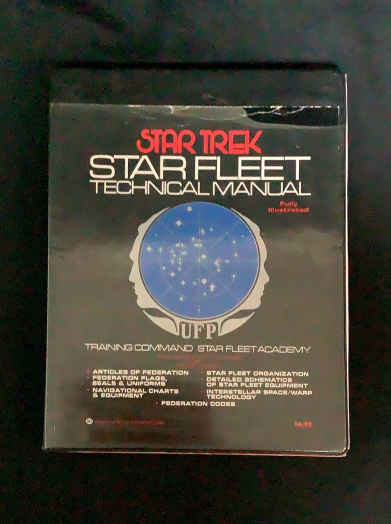 STAR TREK
STAR FLEET
TECHNICAL MANUAL
Fully
Illustrated
UFP
TRAINING COMMAND STAR FLEET ACADEMY
• ARTICLES OF FEDERATION
• FEDERATION FLAGS,
SEALS & UNIFORMS
• NAVIGATIONAL CHARTS
& EQUIPMENT
• STAR FLEET ORGANIZATION
• DETAILED SCHEMATICS
OF STAR FLEET EQUIPMENT
• INTERSTELLAR SPACE/WARP
TECHNOLOGY
• FEDERATION CODES